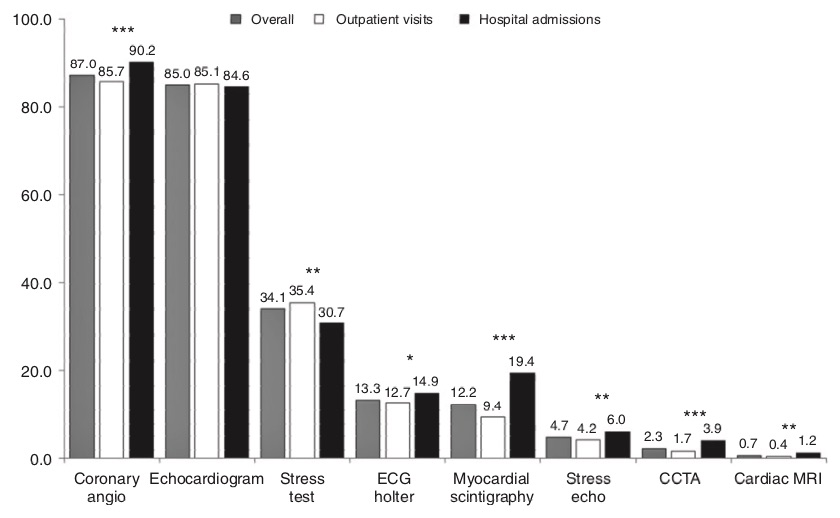 Overall Outpatient visits Hospital admissions
100.0
80.0
60.0
40.0
20.0
0.0
***
87.0 85.7 90.2
85.0 85.1 84.6
**
34.1 35.4 30.7
*
13.3 12.7 14.9
***
12.2 9.4 19.4
**
4.7 4.2 6.0
***
2.3 1.7 3.9
**
0.7 0.4 1.2
Coronary
angio
Echocardiogram
Stress
test
ECG
holter
Myocardial
scintigraphy
Stress
echo
CCTA
Cardiac MRI